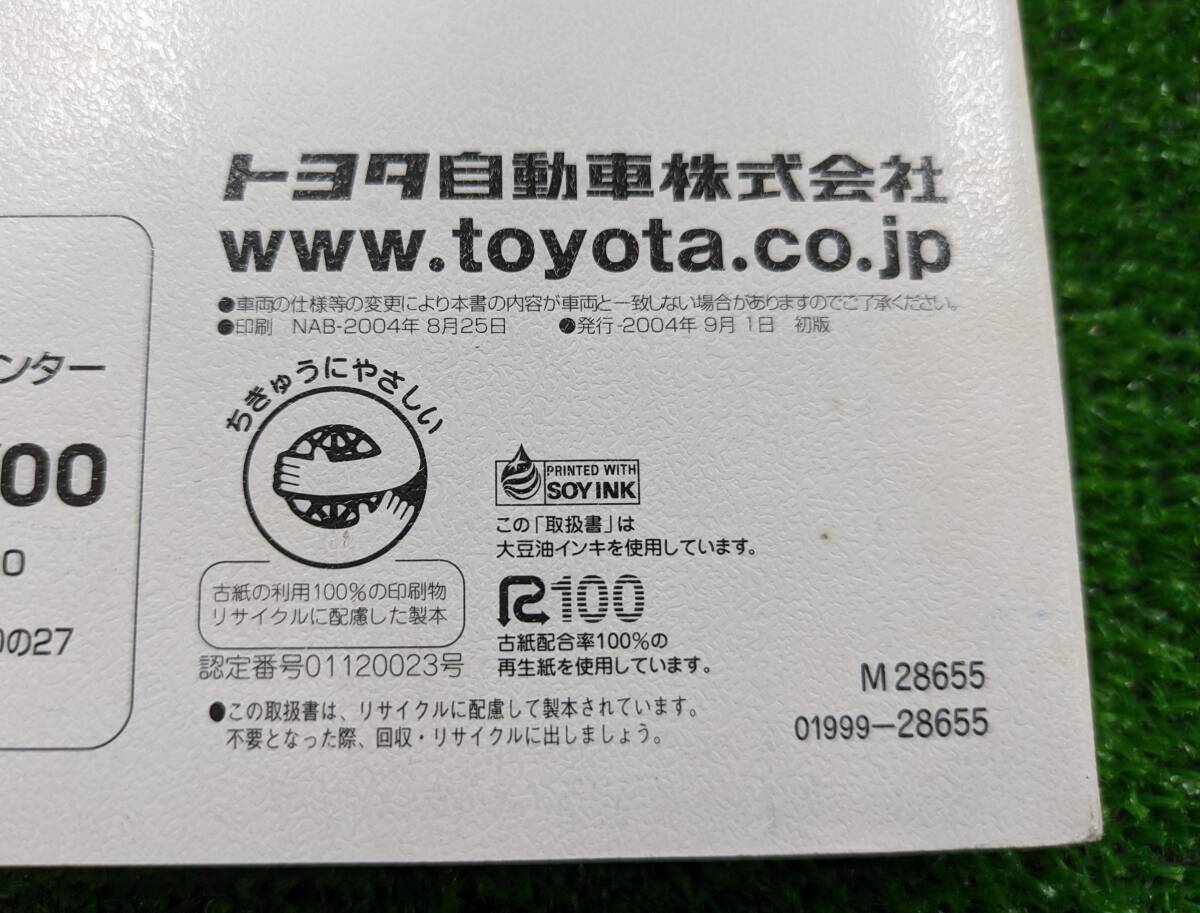 トヨタ自動車株式会社
www.toyota.co.jp
●車両の仕様等の変更により本書の内容が車両と一致しない場合がありますのでご了承ください。
●印刷 NAB-2004年 8月25日 ●発行-2004年 9月 1日 初版
ンター
00
0
の27
ちきゅうにやさしい
古紙の利用100%の印刷物
リサイクルに配慮した製本
認定番号01120023号
PRINTED WITH
SOY INK
この「取扱書」は
大豆油インキを使用しています。
R100
古紙配合率100%の
再生紙を使用しています。
●この取扱書は、リサイクルに配慮して製本されています。
不要となった際、回収・リサイクルに出しましょう。
M 28655
01999-28655